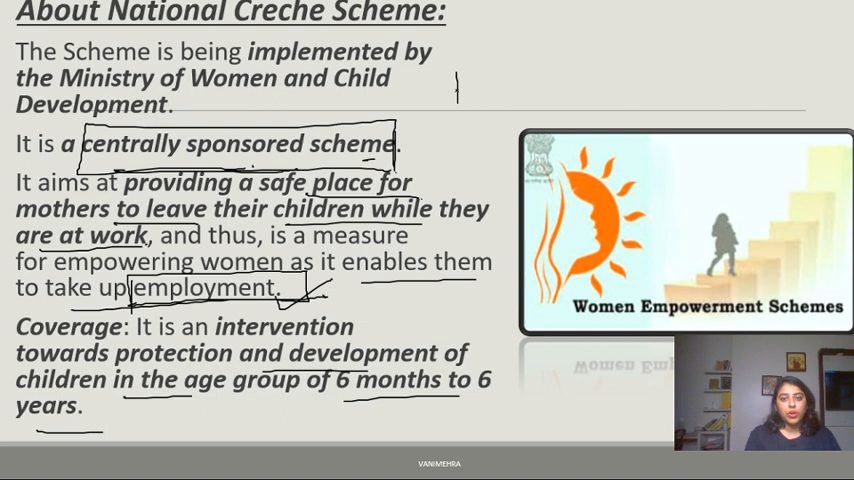 About National Creche Scheme:
The Scheme is being implemented by
the Ministry of Women and Child
Development.
It is a centrally sponsored scheme.
It aims at providing a safe place for
mothers to leave their children while they
are at work, and thus, is a measure
for empowering women as it enables them
to take up employment.
Coverage: It is an intervention
towards protection and development of
children in the age group of 6 months to 6
years.
Women Empowerment Schemes
VANIMEHRA